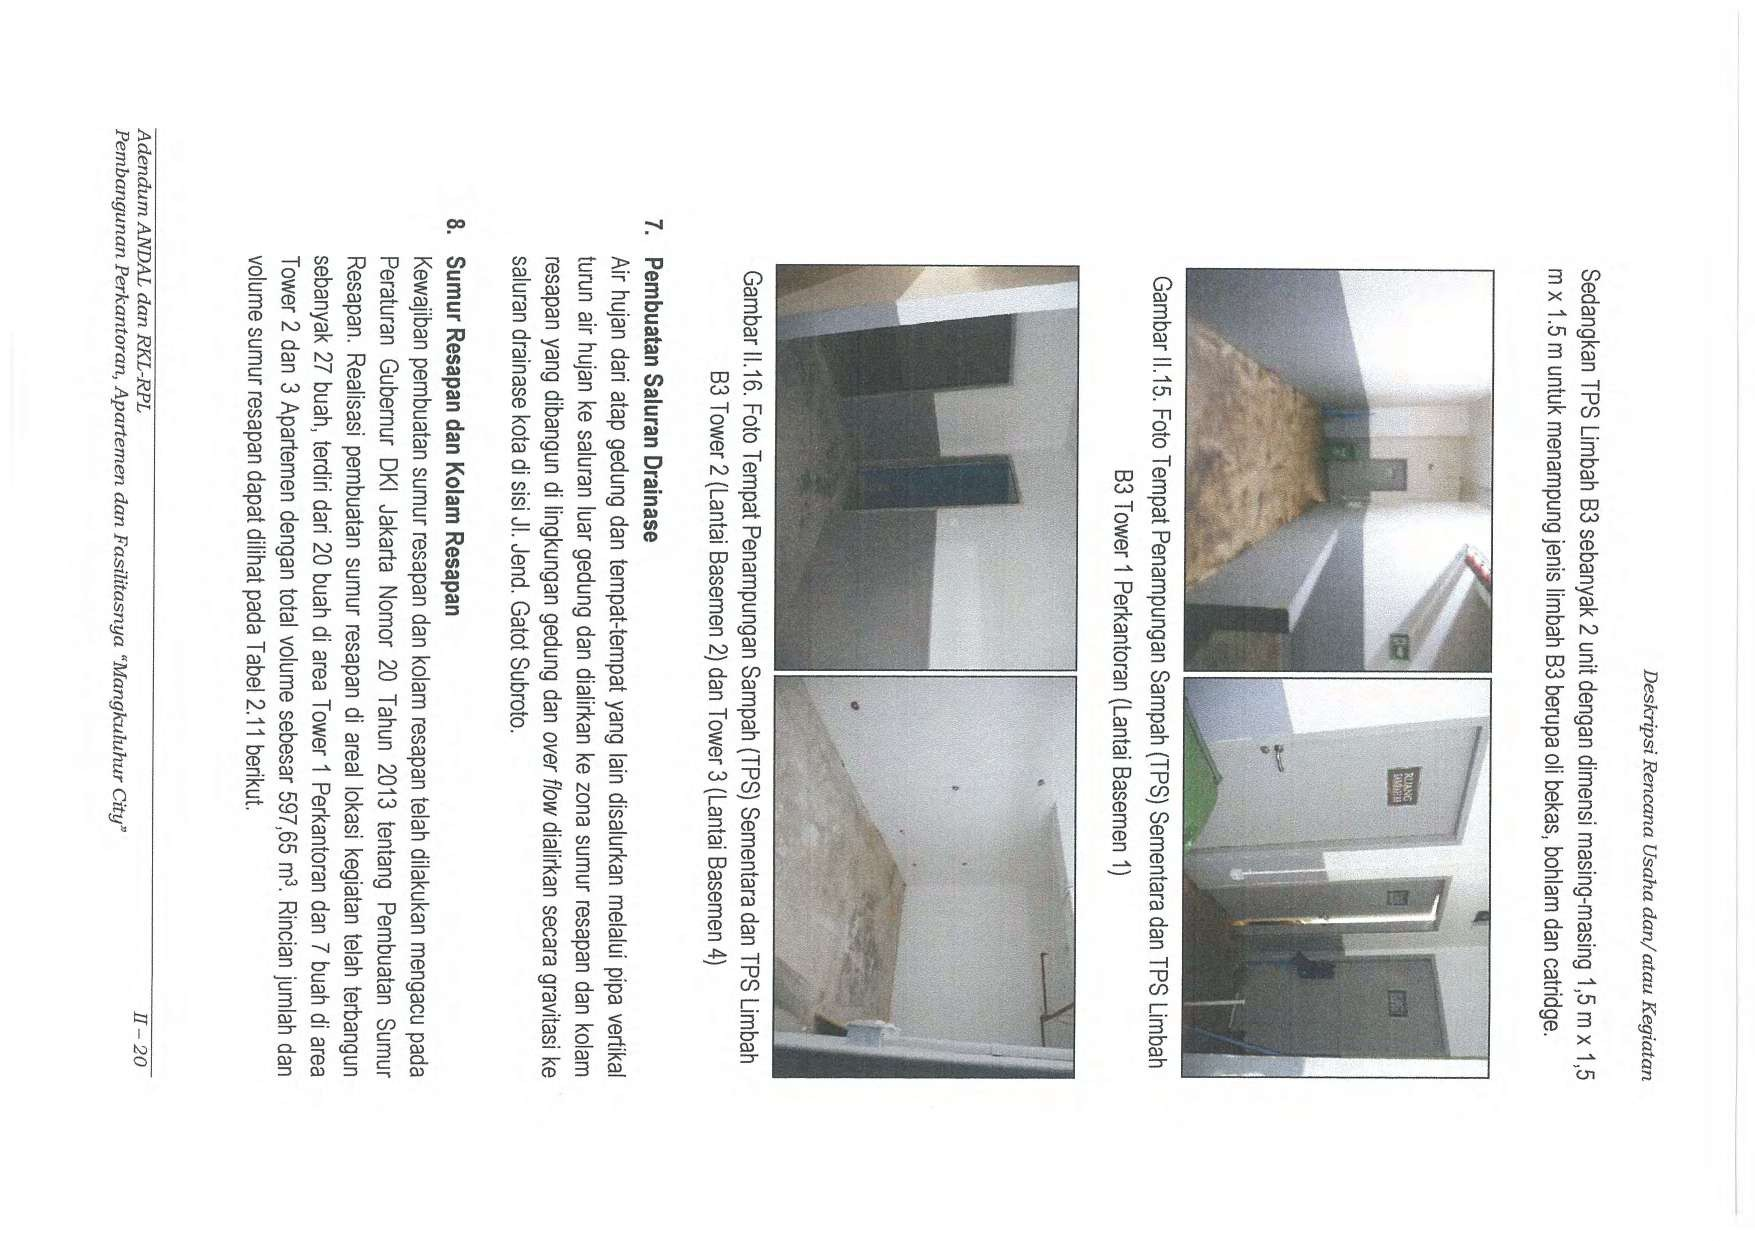 Deskripsi Rencana Usaha dan/ atau Kegiatan
Sedangkan TPS Limbah B3 sebanyak 2 unit dengan dimensi masing-masing 1,5 m x 1,5
m x 1.5 m untuk menampung jenis limbah B3 berupa oli bekas, bohlam dan catridge.
RUANG
Gambar II.15. Foto Tempat Penampungan Sampah (TPS) Sementara dan TPS Limbah
B3 Tower 1 Perkantoran (Lantai Basemen 1)
Gambar II.16. Foto Tempat Penampungan Sampah (TPS) Sementara dan TPS Limbah
B3 Tower 2 (Lantai Basemen 2) dan Tower 3 (Lantai Basemen 4)
7. Pembuatan Saluran Drainase
Air hujan dari atap gedung dan tempat-tempat yang lain disalurkan melalui pipa vertikal
turun air hujan ke saluran luar gedung dan dialirkan ke zona sumur resapan dan kolam
resapan yang dibangun di lingkungan gedung dan over flow dialirkan secara gravitasi ke
saluran drainase kota di sisi Jl. Jend. Gatot Subroto.
8. Sumur Resapan dan Kolam Resapan
Kewajiban pembuatan sumur resapan dan kolam resapan telah dilakukan mengacu pada
Peraturan Gubernur DKI Jakarta Nomor 20 Tahun 2013 tentang Pembuatan Sumur
Resapan. Realisasi pembuatan sumur resapan di areal lokasi kegiatan telah terbangun
sebanyak 27 buah, terdiri dari 20 buah di area Tower 1 Perkantoran dan 7 buah di area
Tower 2 dan 3 Apartemen dengan total volume sebesar 597,65 m³. Rincian jumlah dan
volume sumur resapan dapat dilihat pada Tabel 2.11 berikut.
Adendum ANDAL dan RKL-RPL
Pembangunan Perkantoran, Apartemen dan Fasilitasnya "Mangkuluhur City"
II – 20